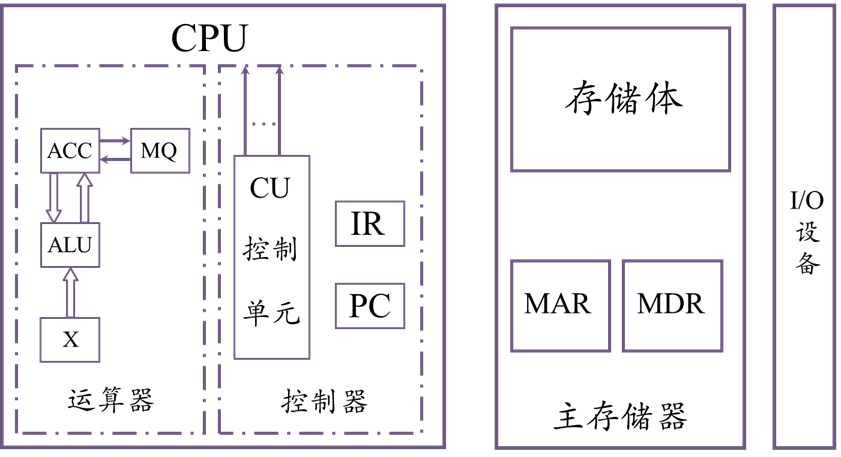 CPU
ACC
MQ
ALU
X
运算器
…
CU
控制
单元
IR
PC
控制器
存储体
MAR
MDR
主存储器
I/O
设
备